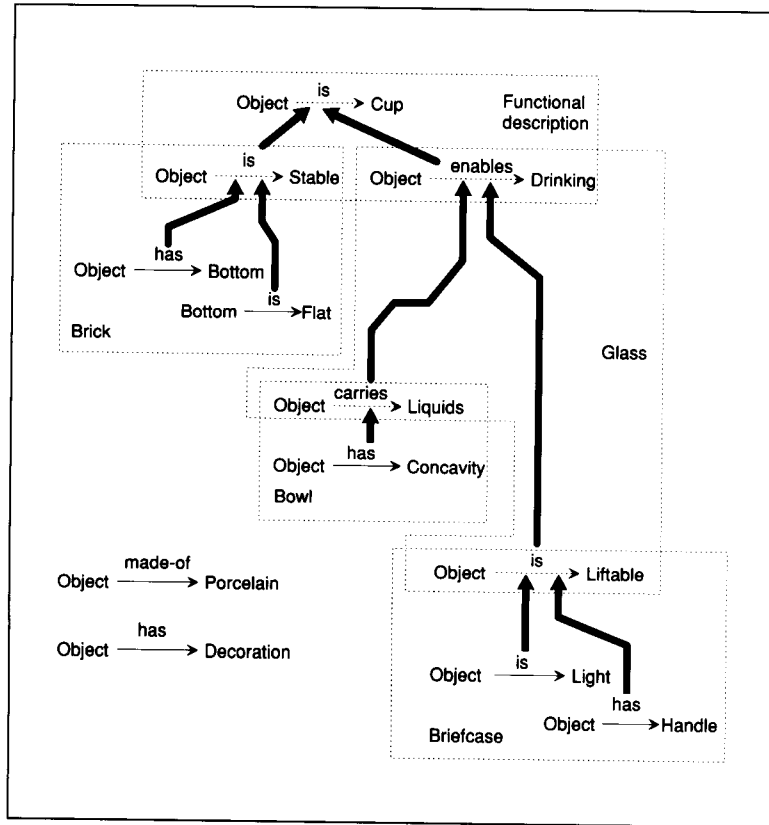 is
Object Cup
Functional
description
is
Object Stable
enables
Object Drinking
has
Object Bottom
is
Bottom Flat
Brick
Glass
carries
Object Liquids
has
Object Concavity
Bowl
made-of
Object Porcelain
is
Object Liftable
has
Object Decoration
is
Object Light
has
Object Handle
Briefcase